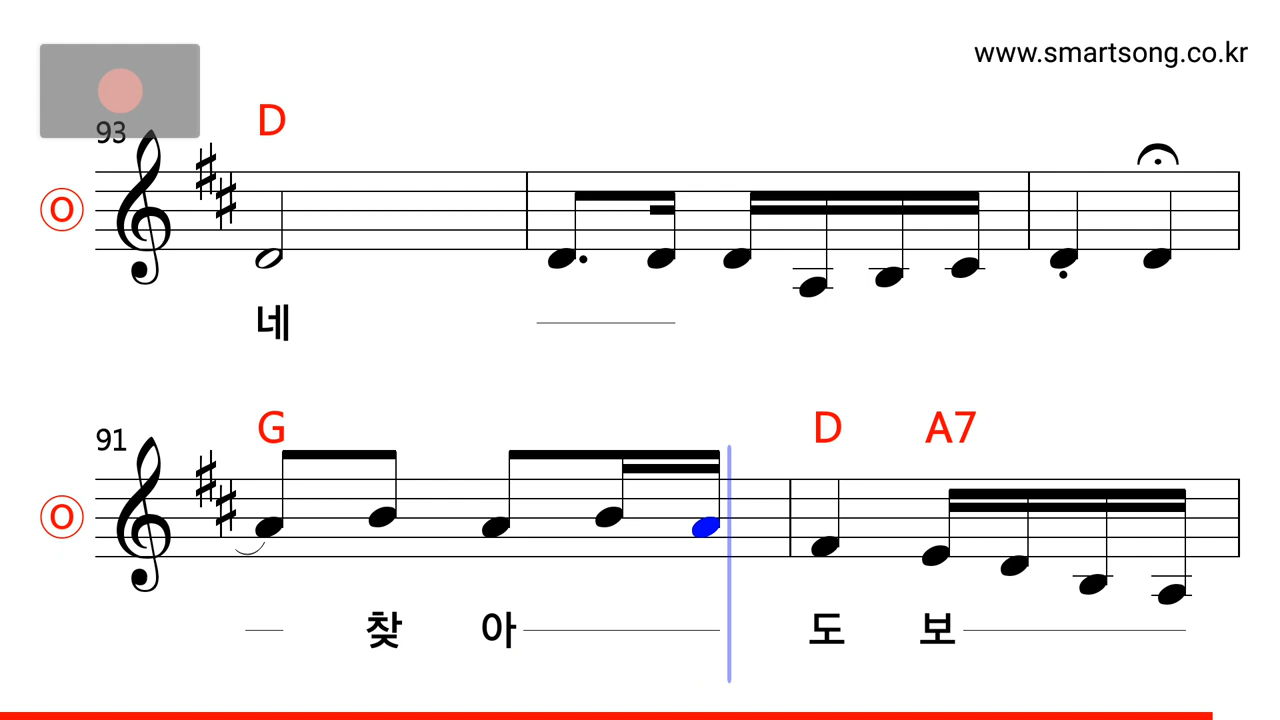 www.smartsong.co.kr
93
D
O
네
91
G D A7
O
찾 아 도 보